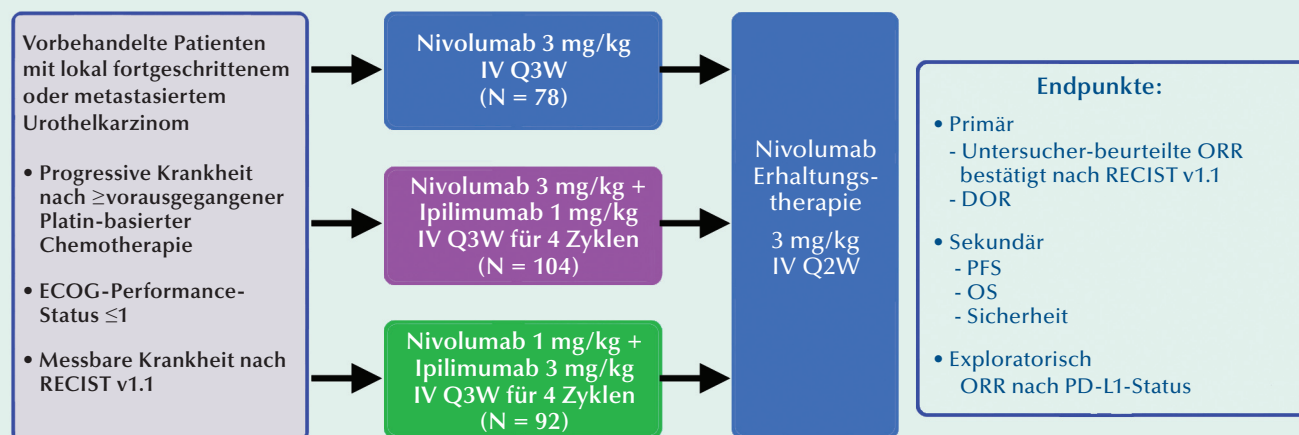 Vorbehandelte Patienten
mit lokal fortgeschrittenem
oder metastasiertem
Urothelkarzinom
• Progressive Krankheit
nach ≥vorausgegangener
Platin-basierter
Chemotherapie
• ECOG-Performance-
Status ≤1
• Messbare Krankheit nach
RECIST v1.1
Nivolumab 3 mg/kg
IV Q3W
(N = 78)
Nivolumab 3 mg/kg +
Ipilimumab 1 mg/kg
IV Q3W für 4 Zyklen
(N = 104)
Nivolumab 1 mg/kg +
Ipilimumab 3 mg/kg
IV Q3W für 4 Zyklen
(N = 92)
Nivolumab
Erhaltungs-
therapie
3 mg/kg
IV Q2W
Endpunkte:
• Primär
- Untersucher-beurteilte ORR
bestätigt nach RECIST v1.1
- DOR
• Sekundär
- PFS
- OS
- Sicherheit
• Exploratorisch
ORR nach PD-L1-Status